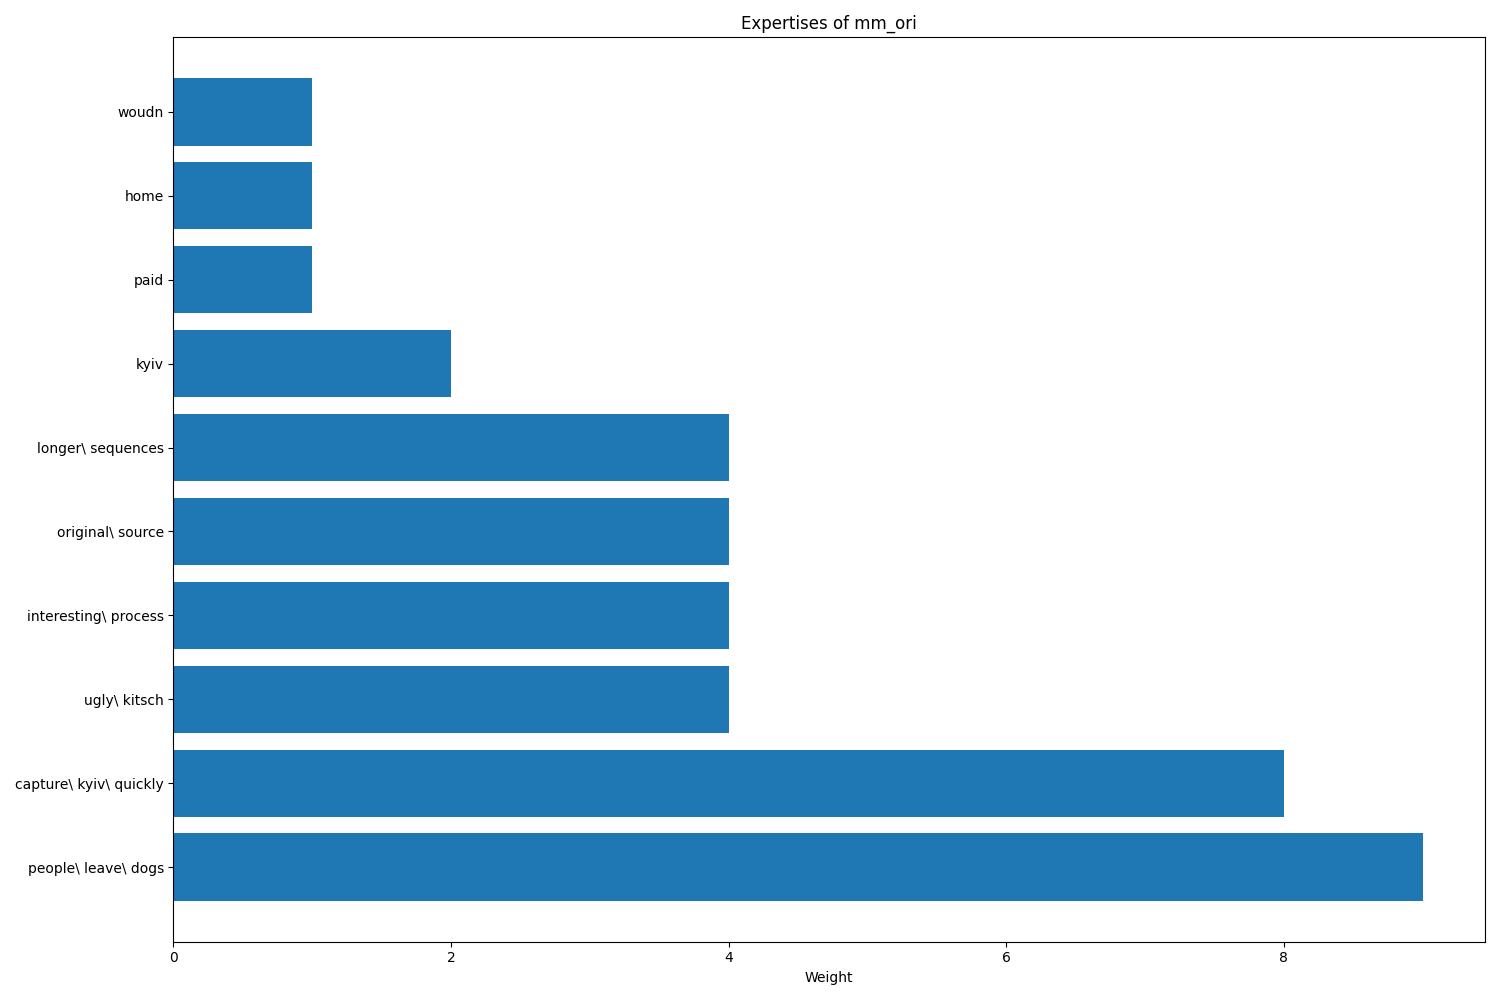 Expertises of mm_ori
woudn
home
paid
kyiv
longer\ sequences
original\ source
interesting\ process
ugly\ kitsch
capture\ kyiv\ quickly
people\ leave\ dogs
0 2 4 6 8
Weight